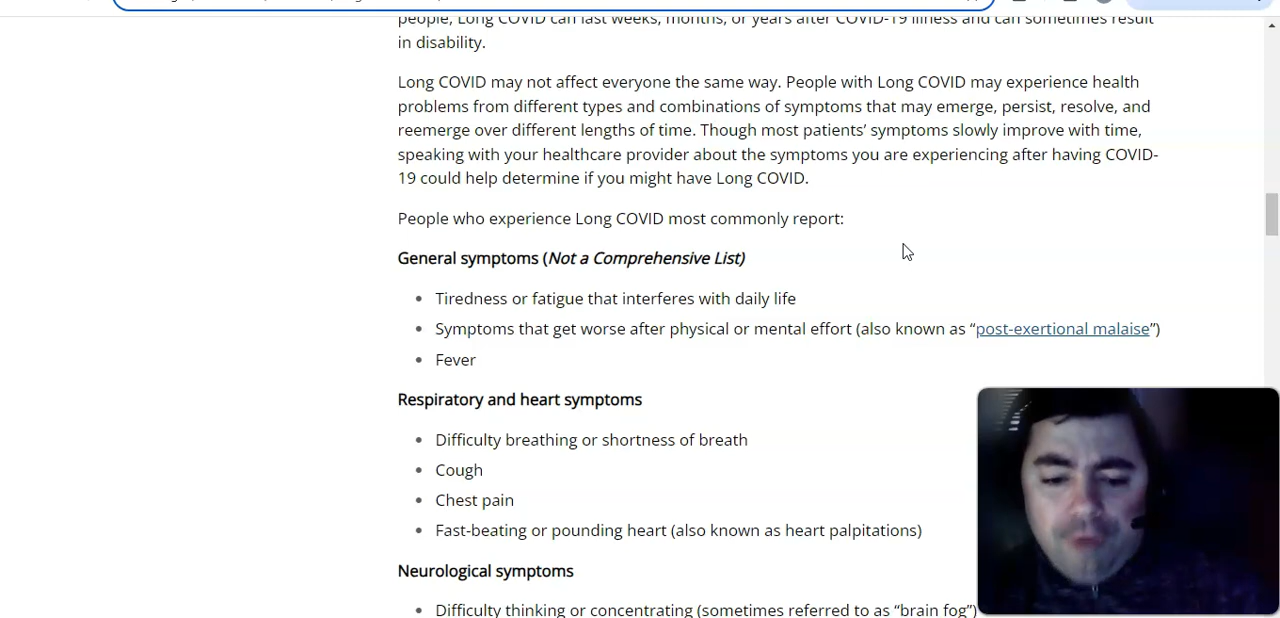 people, Long COVID can last weeks, months, or years after COVID-19 illness and can sometimes result
in disability.
Long COVID may not affect everyone the same way. People with Long COVID may experience health
problems from different types and combinations of symptoms that may emerge, persist, resolve, and
reemerge over different lengths of time. Though most patients’ symptoms slowly improve with time,
speaking with your healthcare provider about the symptoms you are experiencing after having COVID-
19 could help determine if you might have Long COVID.
People who experience Long COVID most commonly report:
General symptoms (Not a Comprehensive List)
• Tiredness or fatigue that interferes with daily life
• Symptoms that get worse after physical or mental effort (also known as “post-exertional malaise”)
• Fever
Respiratory and heart symptoms
• Difficulty breathing or shortness of breath
• Cough
• Chest pain
• Fast-beating or pounding heart (also known as heart palpitations)
Neurological symptoms
• Difficulty thinking or concentrating (sometimes referred to as “brain fog”)